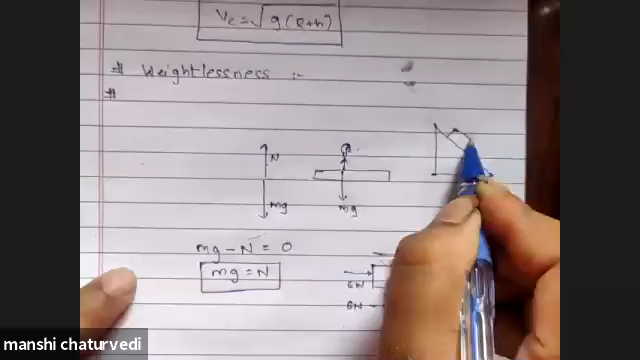 Vc = √g(R+h)
# Weightlessness :-
#
N
mg
mg
mg - N = 0
mg = N
6N
6N
manshi chaturvedi